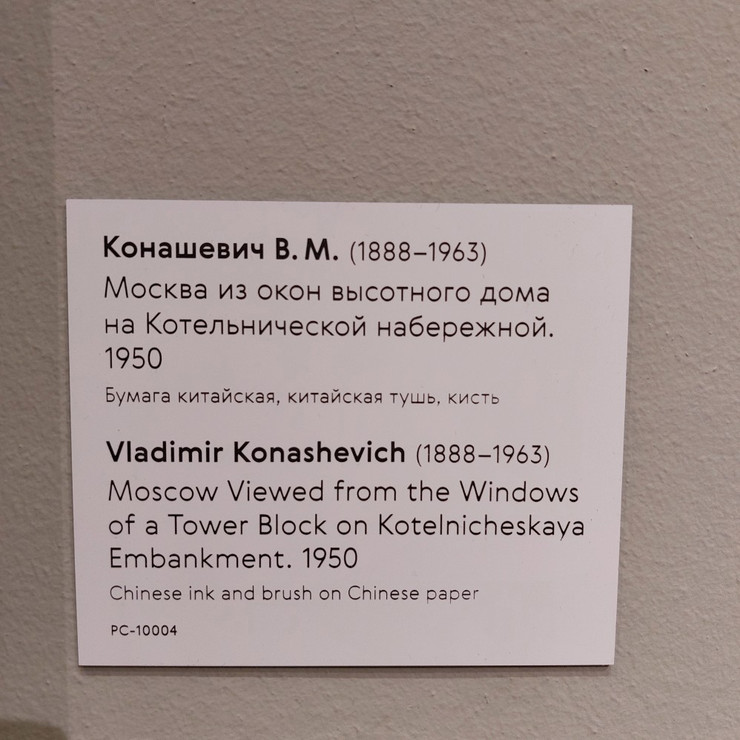 Конашевич В. М. (1888–1963)
Москва из окон высотного дома
на Котельнической набережной.
1950
Бумага китайская, китайская тушь, кисть
Vladimir Konashevich (1888–1963)
Moscow Viewed from the Windows
of a Tower Block on Kotelnicheskaya
Embankment. 1950
Chinese ink and brush on Chinese paper
РС-10004